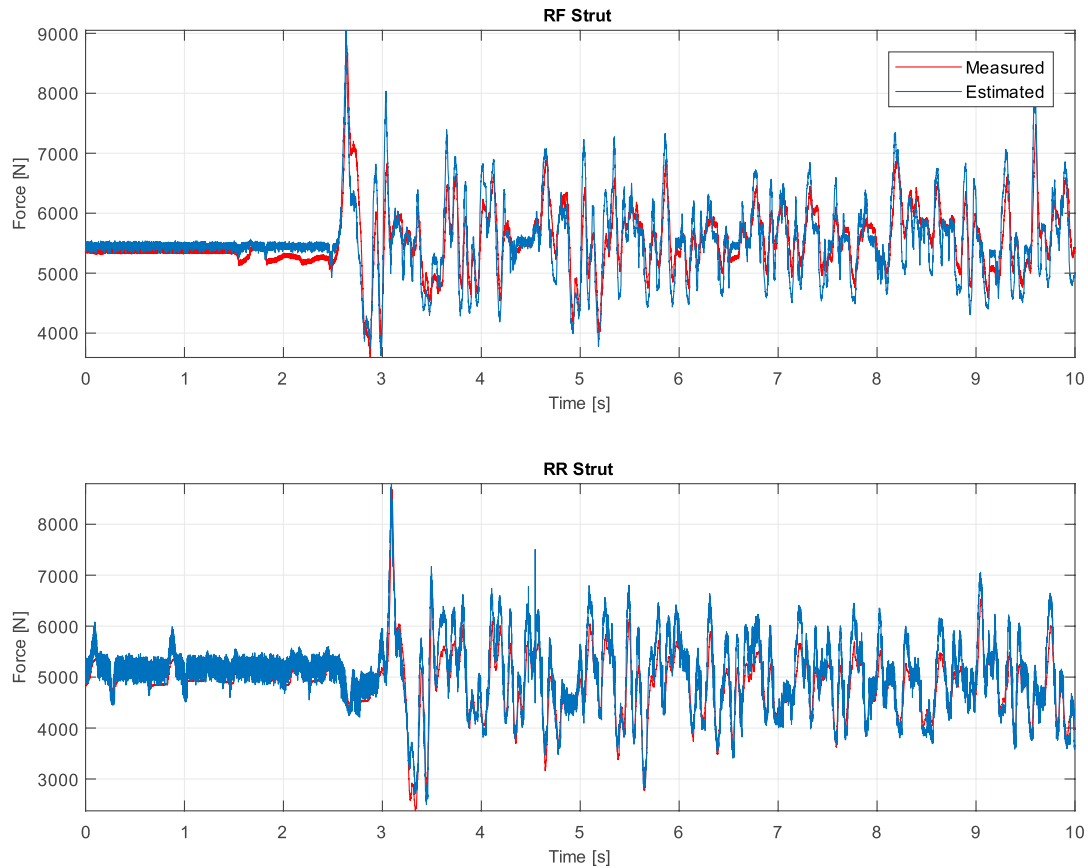 RF Strut
9000
8000
7000
6000
5000
4000
Force [N]
Measured
Estimated
0 1 2 3 4 5 6 7 8 9 10
Time [s]
RR Strut
8000
7000
6000
5000
4000
3000
Force [N]
0 1 2 3 4 5 6 7 8 9 10
Time [s]